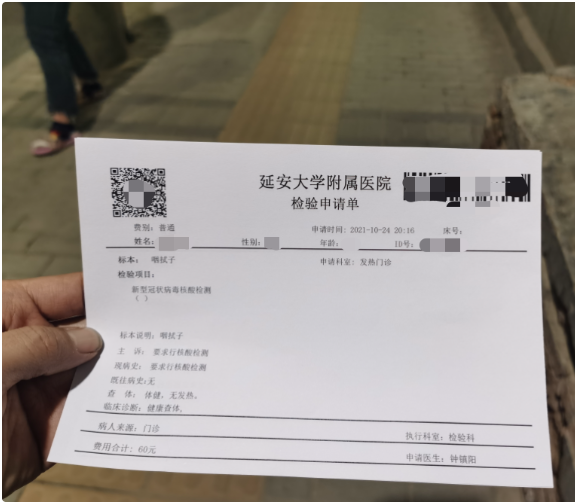 延安大学附属医院
检验申请单
费别: 普通 申请时间: 2021-10-24 20:16 床号:
姓名: 性别: 年龄: ID号:
标本: 咽拭子 申请科室: 发热门诊
检验项目:
新型冠状病毒核酸检测
( )
标本说明: 咽拭子
主 诉: 要求行核酸检测
现病史: 要求行核酸检测
既往病史:无
查 体: 体健、无发热。
临床诊断: 健康查体、
病人来源: 门诊 执行科室: 检验科
费用合计: 60元 申请医生: 钟镇阳